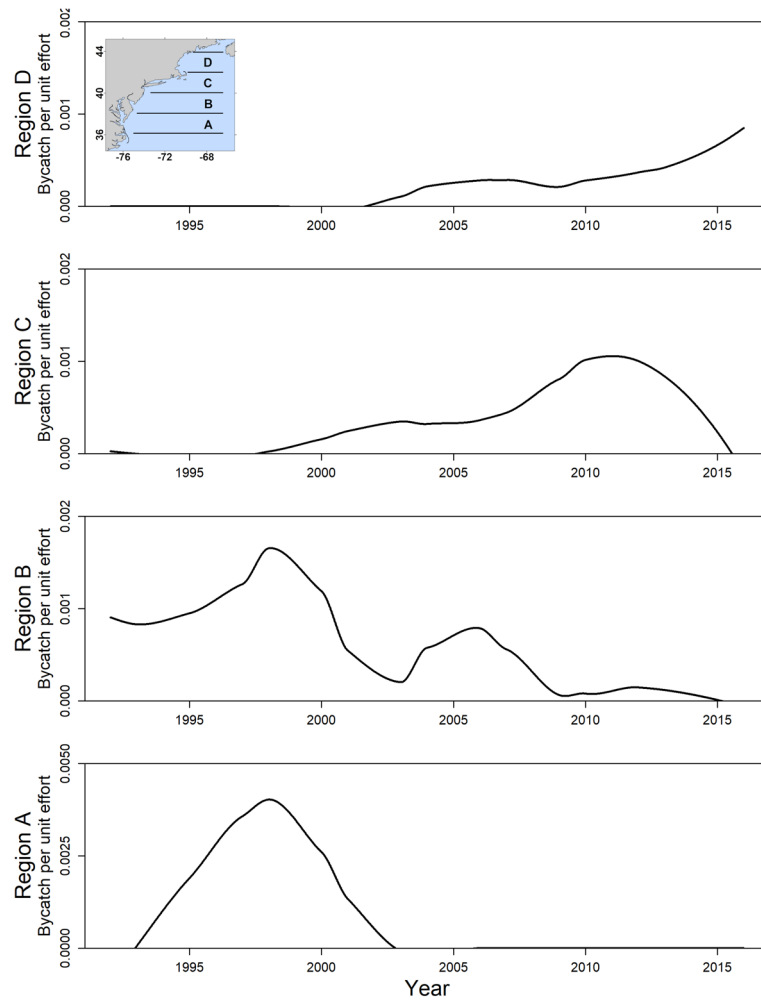 Region D
Bycatch per unit effort
0.002
0.001
0.000
44
40
36
D
C
B
A
-76 -72 -68
1995 2000 2005 2010 2015
Region C
Bycatch per unit effort
0.002
0.001
0.000
1995 2000 2005 2010 2015
Region B
Bycatch per unit effort
0.002
0.001
0.000
1995 2000 2005 2010 2015
Region A
Bycatch per unit effort
0.0050
0.0025
0.0000
1995 2000 2005 2010 2015
Year